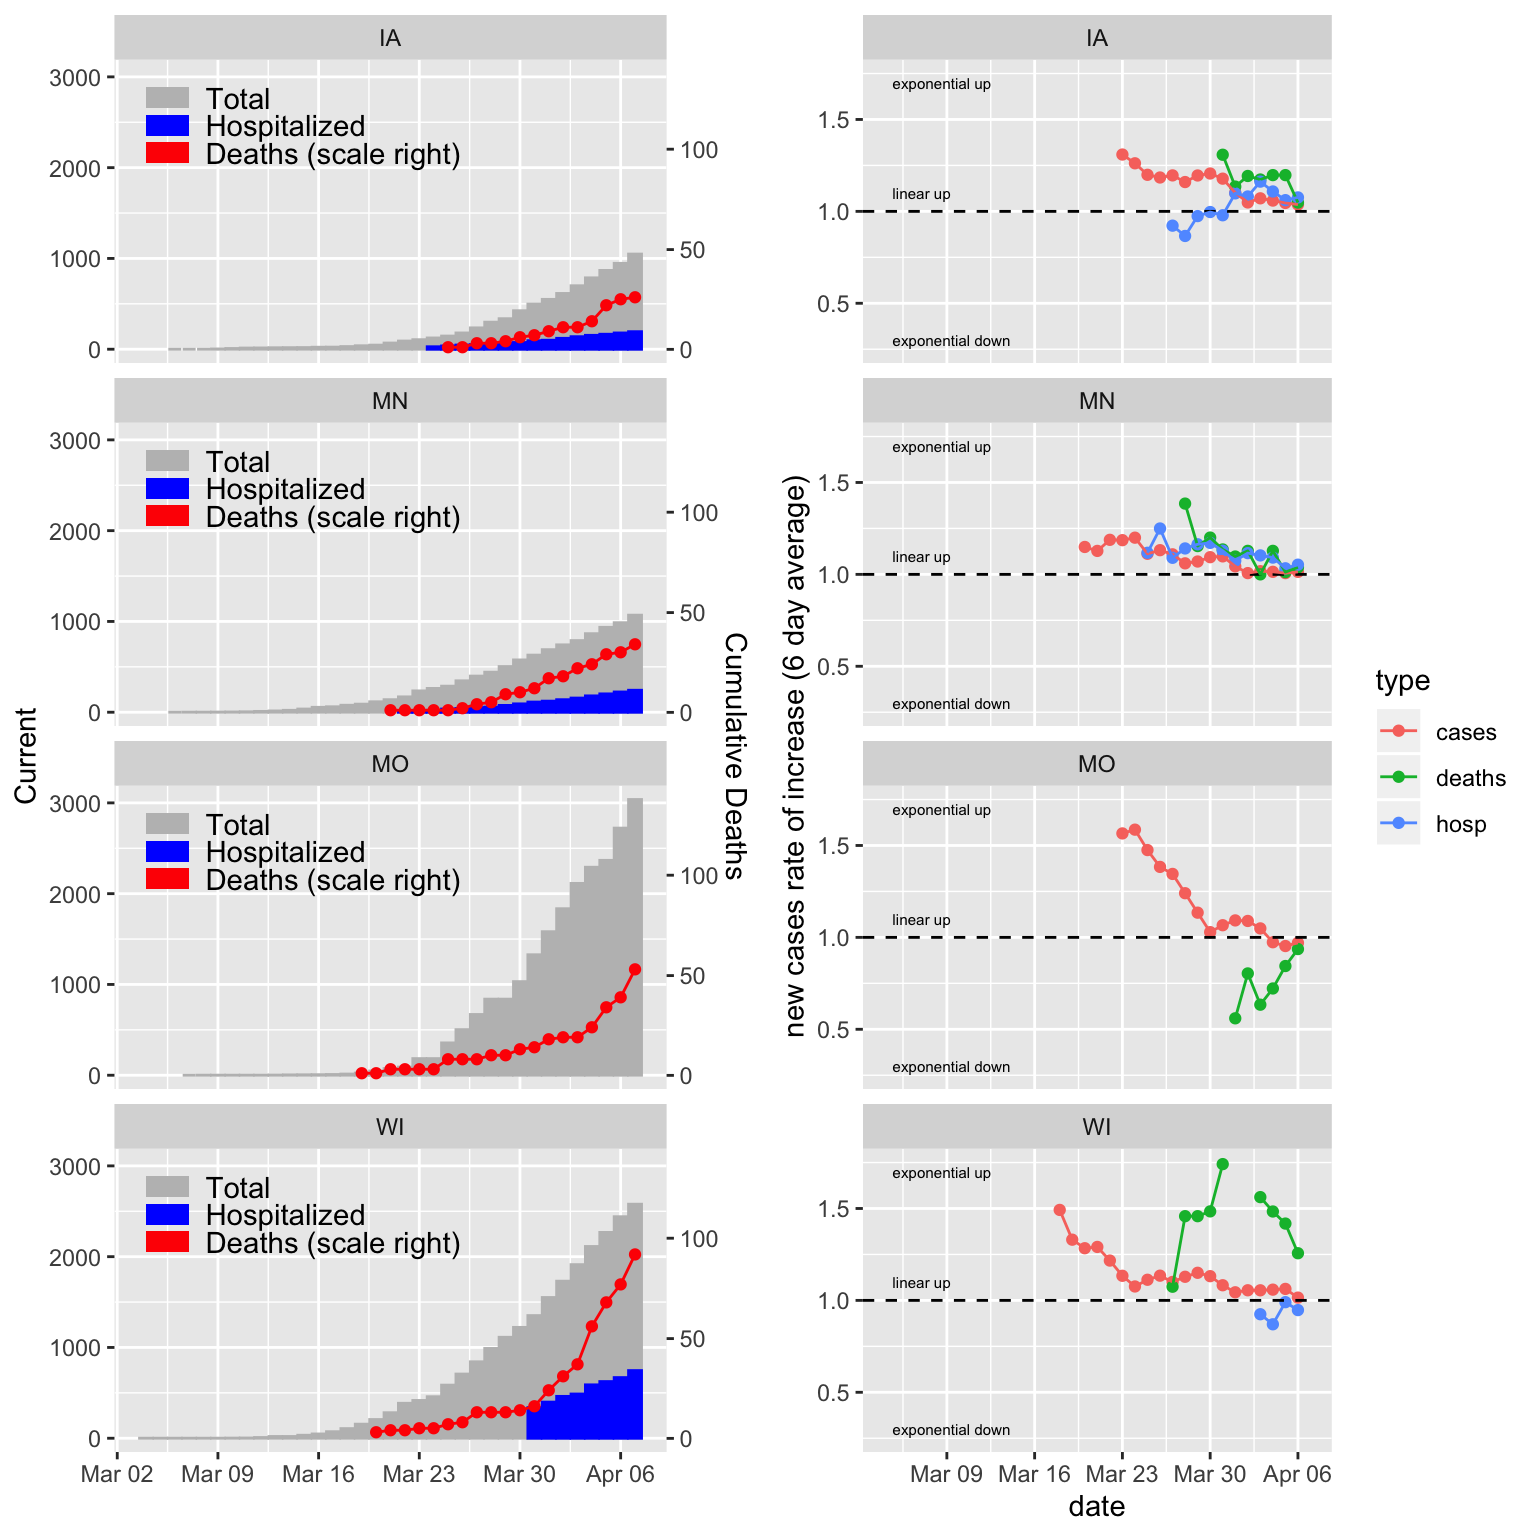 IA
3000
2000
1000
0
Total
Hospitalized
Deaths (scale right)
100
50
0
MN
3000
2000
1000
0
Total
Hospitalized
Deaths (scale right)
100
50
0
MO
3000
2000
1000
0
Total
Hospitalized
Deaths (scale right)
100
50
0
WI
3000
2000
1000
0
Total
Hospitalized
Deaths (scale right)
100
50
0
Mar 02 Mar 09 Mar 16 Mar 23 Mar 30 Apr 06
Current
Cumulative Deaths
IA
1.5
1.0
0.5
exponential up
linear up
exponential down
MN
1.5
1.0
0.5
exponential up
linear up
exponential down
MO
1.5
1.0
0.5
exponential up
linear up
exponential down
WI
1.5
1.0
0.5
exponential up
linear up
exponential down
Mar 09 Mar 16 Mar 23 Mar 30 Apr 06
date
new cases rate of increase (6 day average)
type
cases
deaths
hosp